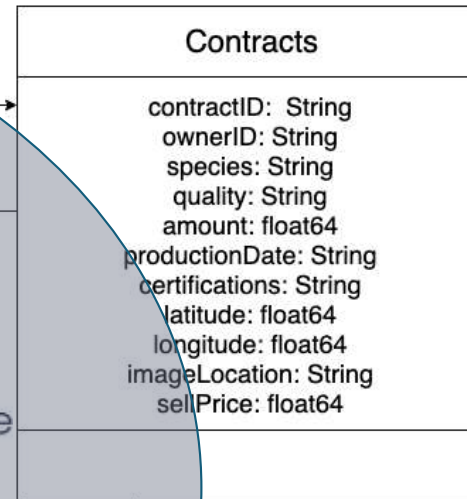 Contracts
contractID: String
ownerID: String
species: String
quality: String
amount: float64
productionDate: String
certifications: String
latitude: float64
longitude: float64
imageLocation: String
sellPrice: float64